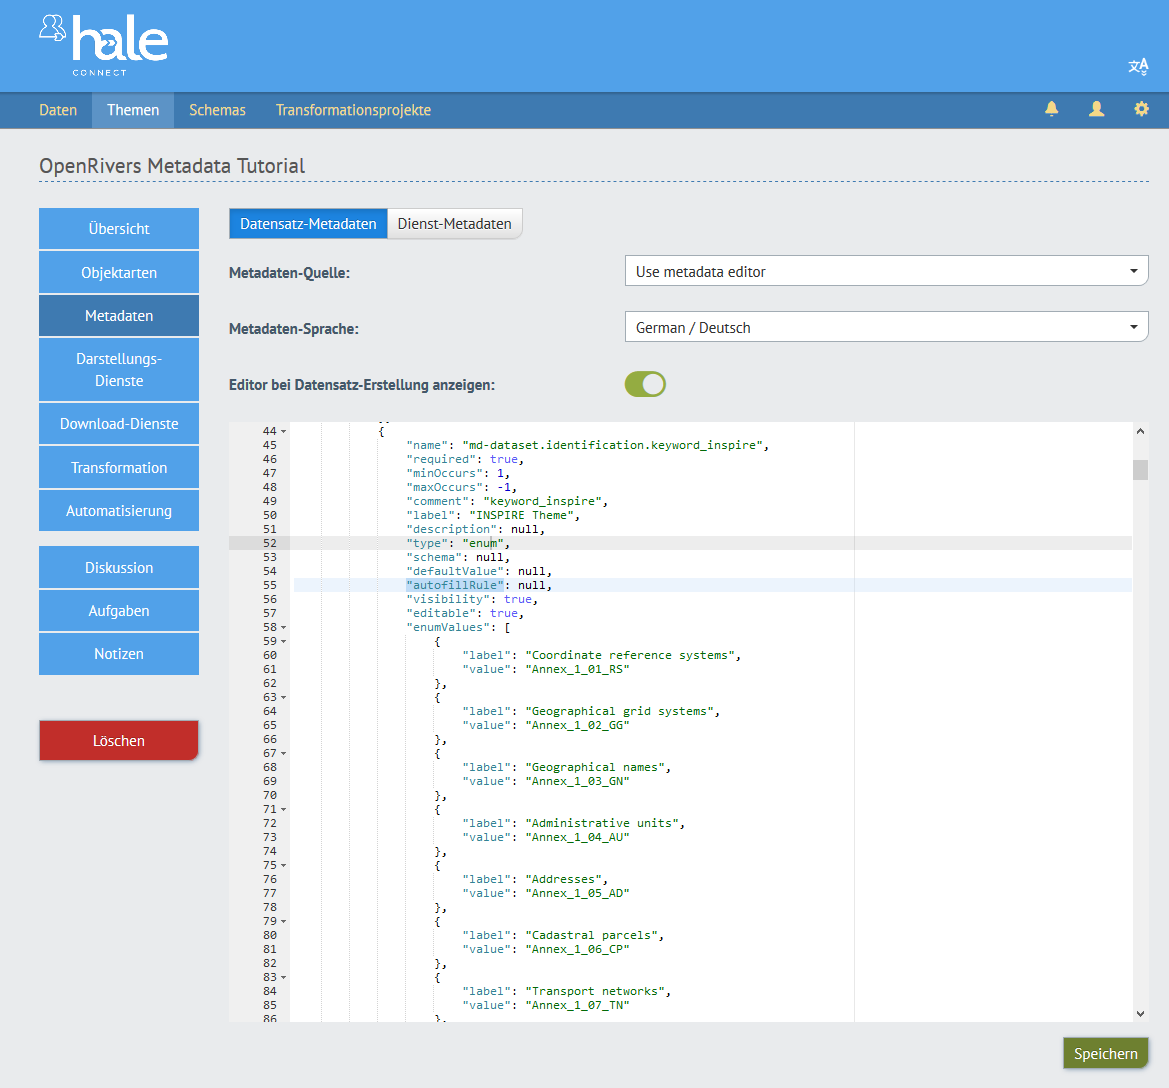 hale
CONNECT
Daten Themen Schemas Transformationsprojekte
OpenRivers Metadata Tutorial
Übersicht
Objektarten
Metadaten
Darstellungs-
Dienste
Download-Dienste
Transformation
Automatisierung
Diskussion
Aufgaben
Notizen
Löschen
Datensatz-Metadaten Dienst-Metadaten
Metadaten-Quelle: Use metadata editor
Metadaten-Sprache: German / Deutsch
Editor bei Datensatz-Erstellung anzeigen:
44 {
45 "name": "md-dataset.identification.keyword_inspire",
46 "required": true,
47 "minOccurs": 1,
48 "maxOccurs": -1,
49 "comment": "keyword_inspire",
50 "label": "INSPIRE Theme",
51 "description": null,
52 "type": "enum",
53 "schema": null,
54 "defaultValue": null,
55 "autofillRule": null,
56 "visibility": true,
57 "editable": true,
58 "enumValues": [
59 {
60 "label": "Coordinate reference systems",
61 "value": "Annex_1_01_RS"
62 },
63 {
64 "label": "Geographical grid systems",
65 "value": "Annex_1_02_GG"
66 },
67 {
68 "label": "Geographical names",
69 "value": "Annex_1_03_GN"
70 },
71 {
72 "label": "Administrative units",
73 "value": "Annex_1_04_AU"
74 },
75 {
76 "label": "Addresses",
77 "value": "Annex_1_05_AD"
78 },
79 {
80 "label": "Cadastral parcels",
81 "value": "Annex_1_06_CP"
82 },
83 {
84 "label": "Transport networks",
85 "value": "Annex_1_07_TN"
86 },
Speichern